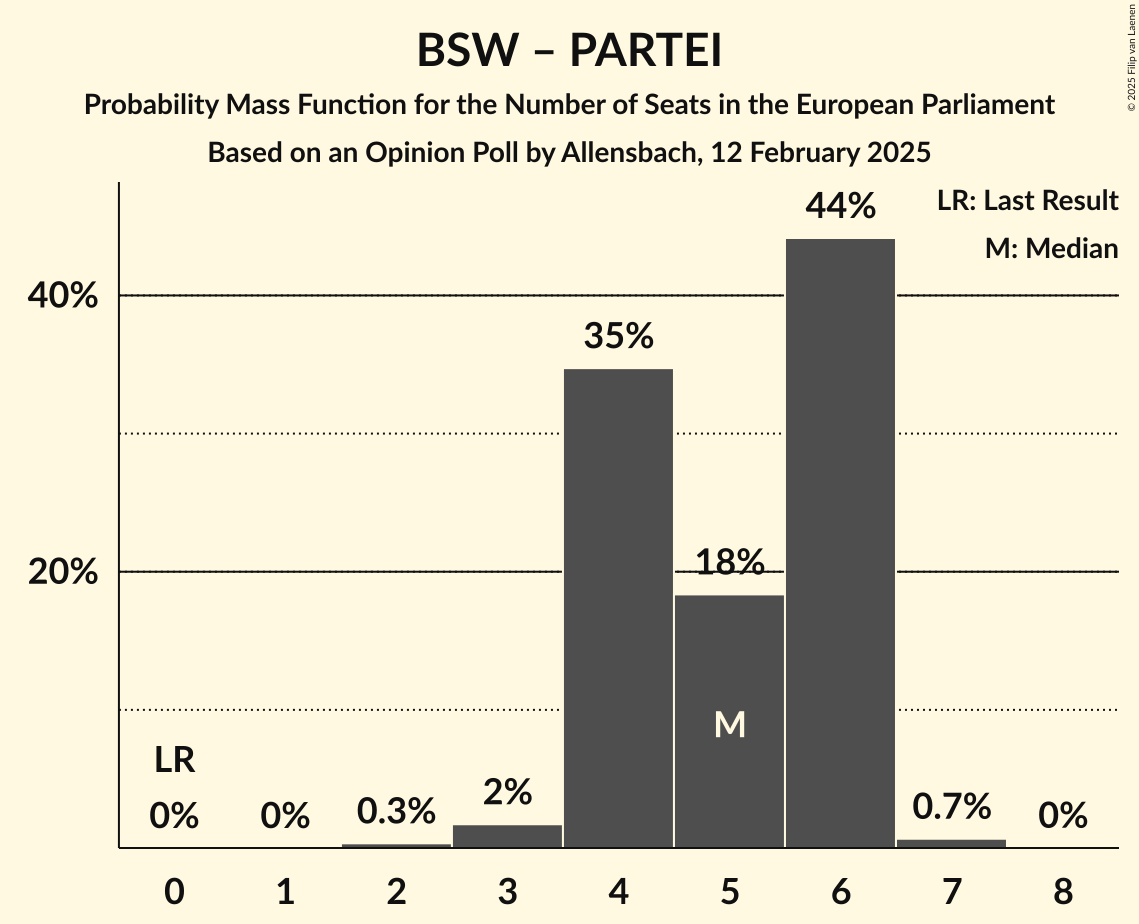 BSW – PARTEI
Probability Mass Function for the Number of Seats in the European Parliament
Based on an Opinion Poll by Allensbach, 12 February 2025
© 2025 Filip van Laenen
LR: Last Result
M: Median
40%
20%
LR
0%
0%
0.3%
2%
35%
18%
M
44%
0.7%
0%
0 1 2 3 4 5 6 7 8